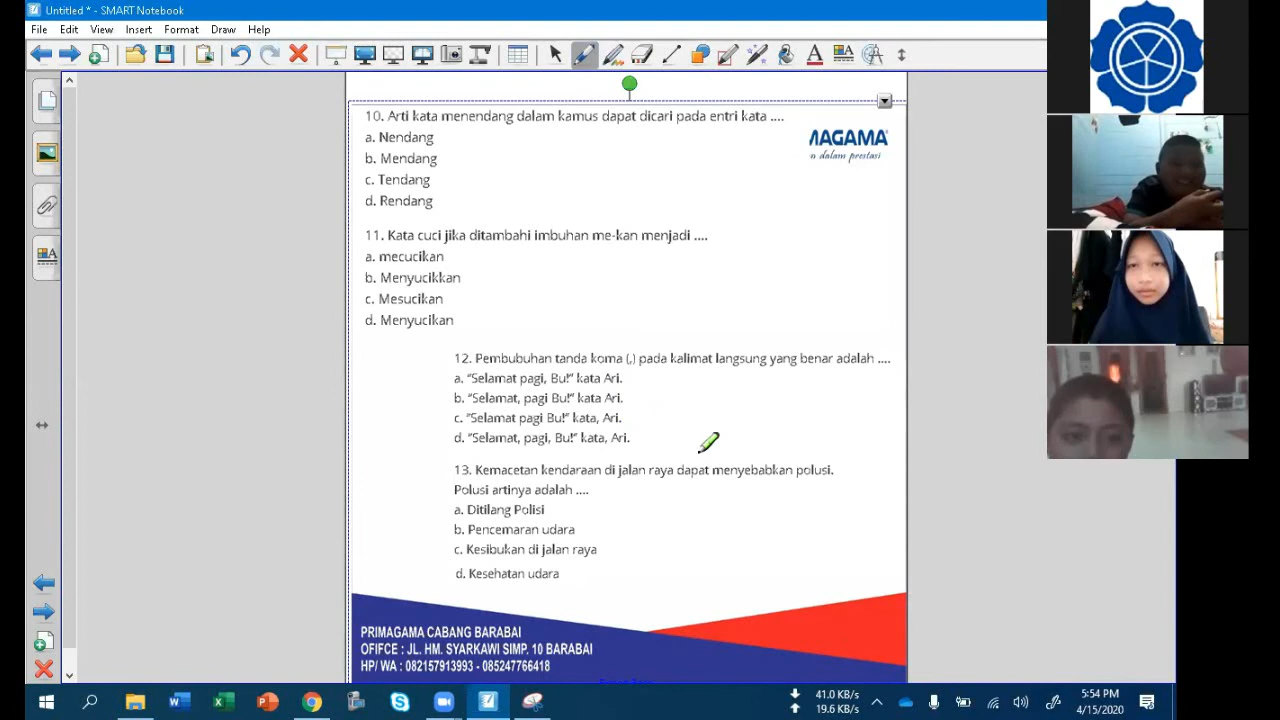 Untitled * - SMART Notebook
File Edit View Insert Format Draw Help
10. Arti kata menendang dalam kamus dapat dicari pada entri kata ....
a. Nendang
b. Mendang
c. Tendang
d. Rendang
AGAMA
dalam prestasi
11. Kata cuci jika ditambahi imbuhan me-kan menjadi ....
a. mecucikan
b. Menyucikkan
c. Mesucikan
d. Menyucikan
12. Pembubuhan tanda koma (,) pada kalimat langsung yang benar adalah ....
a. “Selamat pagi, Bu!” kata Ari.
b. “Selamat, pagi Bu!” kata Ari.
c. “Selamat pagi Bu!” kata, Ari.
d. “Selamat, pagi, Bu!” kata, Ari.
13. Kemacetan kendaraan di jalan raya dapat menyebabkan polusi.
Polusi artinya adalah ....
a. Ditilang Polisi
b. Pencemaran udara
c. Kesibukan di jalan raya
d. Kesehatan udara
PRIMAGAMA CABANG BARABAI
OFIFCE : JL. HM. SYARKAWI SIMP. 10 BARABAI
HP/ WA : 082157913993 - 085247766418
41.0 KB/s
19.6 KB/s
5:54 PM
4/15/2020